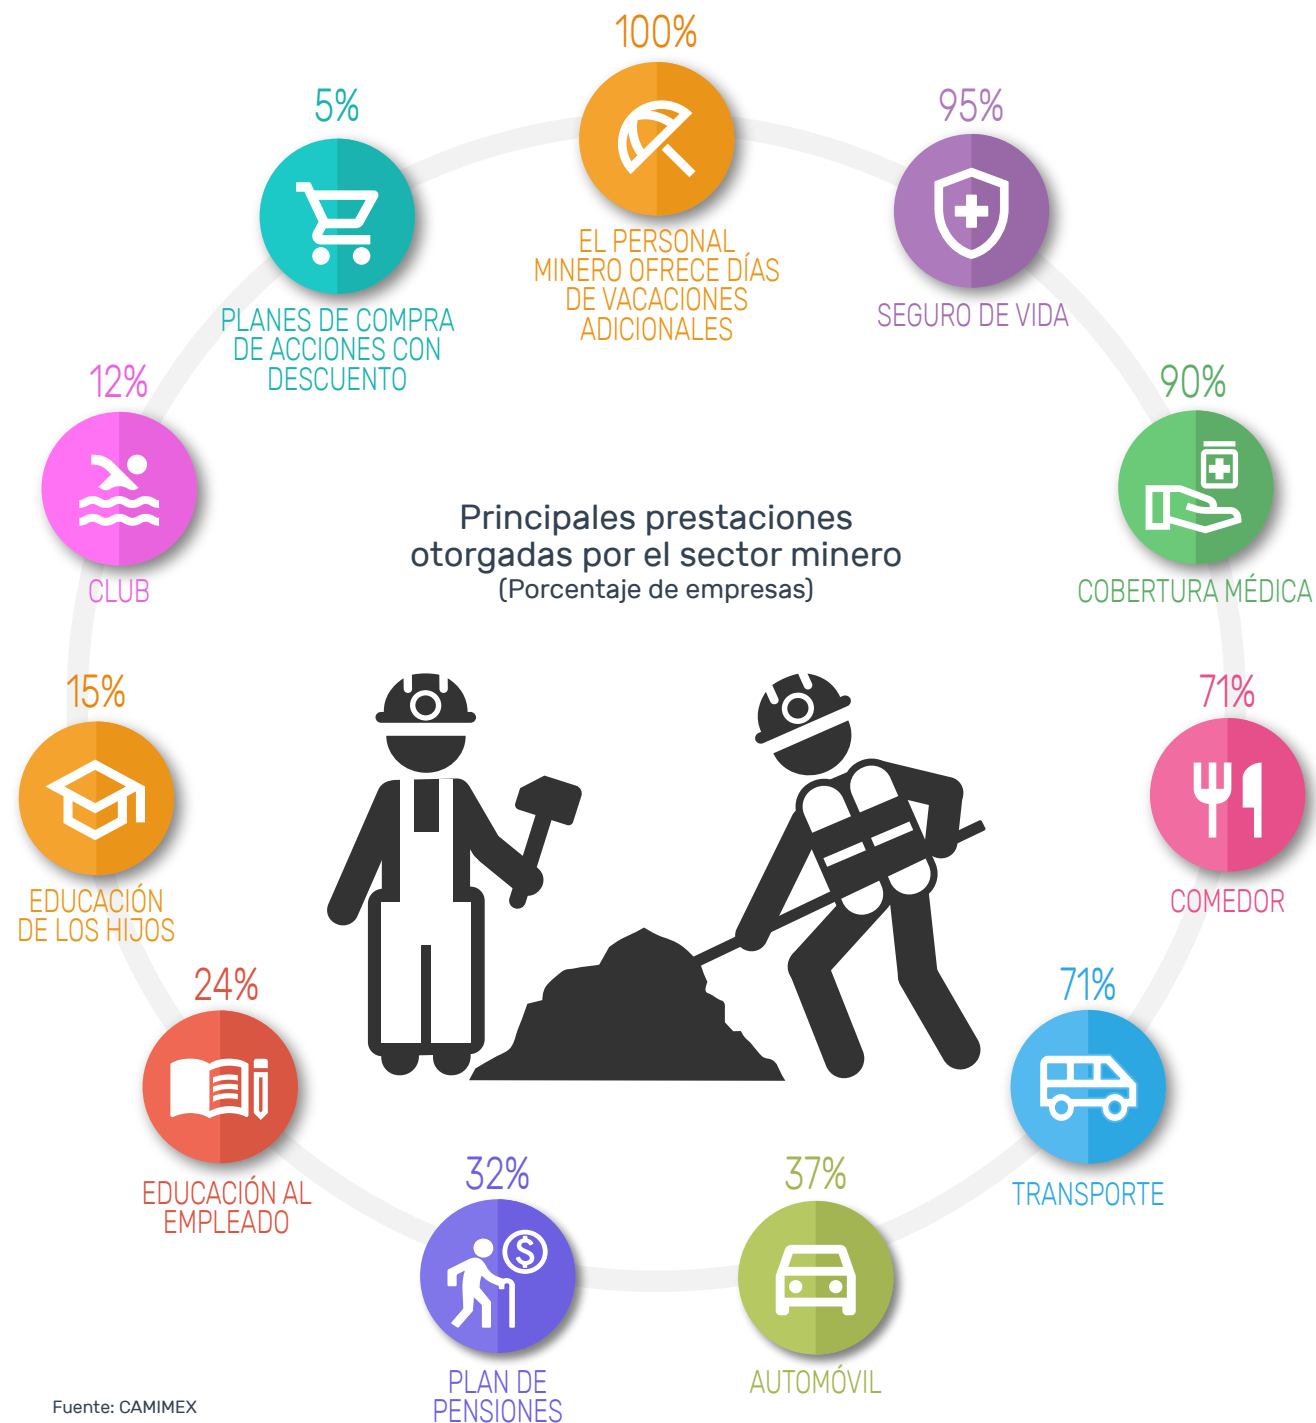 100%
EL PERSONAL
MINERO OFRECE DÍAS
DE VACACIONES
ADICIONALES
95%
SEGURO DE VIDA
90%
COBERTURA MÉDICA
71%
COMEDOR
71%
TRANSPORTE
37%
AUTOMÓVIL
32%
PLAN DE
PENSIONES
24%
EDUCACIÓN AL
EMPLEADO
15%
EDUCACIÓN
DE LOS HIJOS
12%
CLUB
5%
PLANES DE COMPRA
DE ACCIONES CON
DESCUENTO
Principales prestaciones
otorgadas por el sector minero
(Porcentaje de empresas)
$
Fuente: CAMIMEX